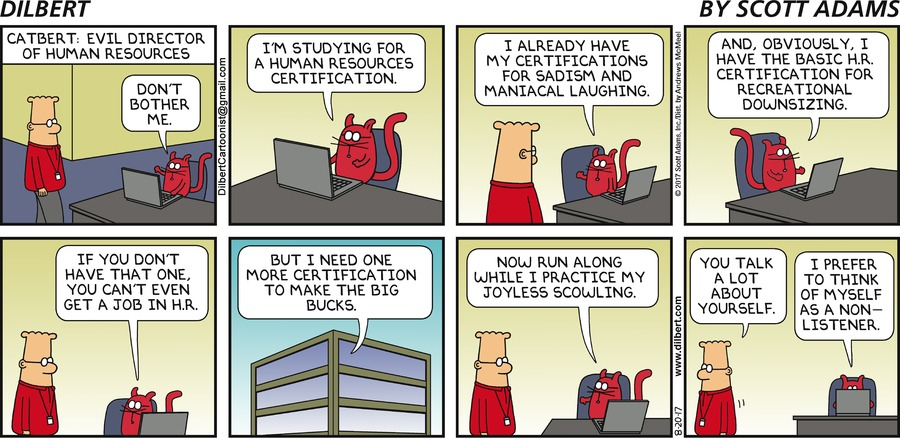 DILBERT
BY SCOTT ADAMS
CATBERT: EVIL DIRECTOR
OF HUMAN RESOURCES
DON'T
BOTHER
ME.
DilbertCartoonist@gmail.com
I'M STUDYING FOR
A HUMAN RESOURCES
CERTIFICATION.
I ALREADY HAVE
MY CERTIFICATIONS
FOR SADISM AND
MANIACAL LAUGHING.
© 2017 Scott Adams, Inc./Dist. by Andrews McMeel
AND, OBVIOUSLY, I
HAVE THE BASIC H.R.
CERTIFICATION FOR
RECREATIONAL
DOWNSIZING.
IF YOU DON'T
HAVE THAT ONE,
YOU CAN'T EVEN
GET A JOB IN H.R.
BUT I NEED ONE
MORE CERTIFICATION
TO MAKE THE BIG
BUCKS.
NOW RUN ALONG
WHILE I PRACTICE MY
JOYLESS SCOWLING.
8-20-17 www.dilbert.com
YOU TALK
A LOT
ABOUT
YOURSELF.
I PREFER
TO THINK
OF MYSELF
AS A NON-
LISTENER.